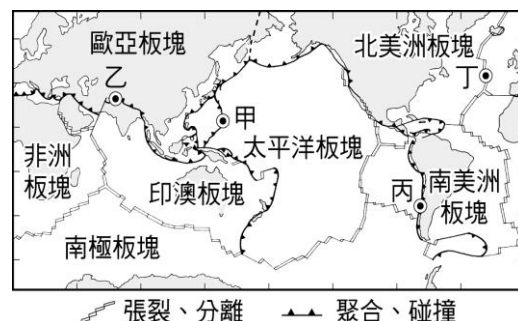 歐亞板塊
北美洲板塊
乙
丁
甲
太平洋板塊
非洲
板塊
印澳板塊
丙
南美洲
板塊
南極板塊
張裂、分離
聚合、碰撞